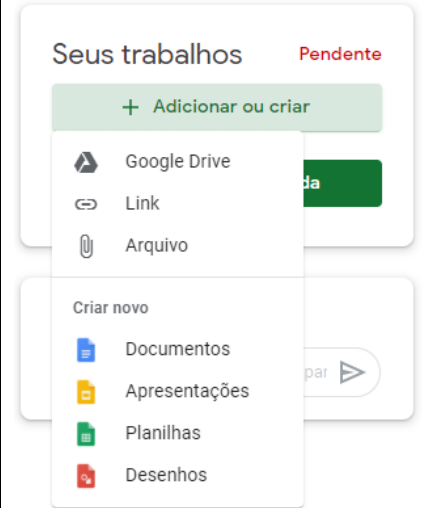 Seus trabalhos
Pendente
+ Adicionar ou criar
Google Drive
Link
Arquivo
Criar novo
Documentos
Apresentações
Planilhas
Desenhos